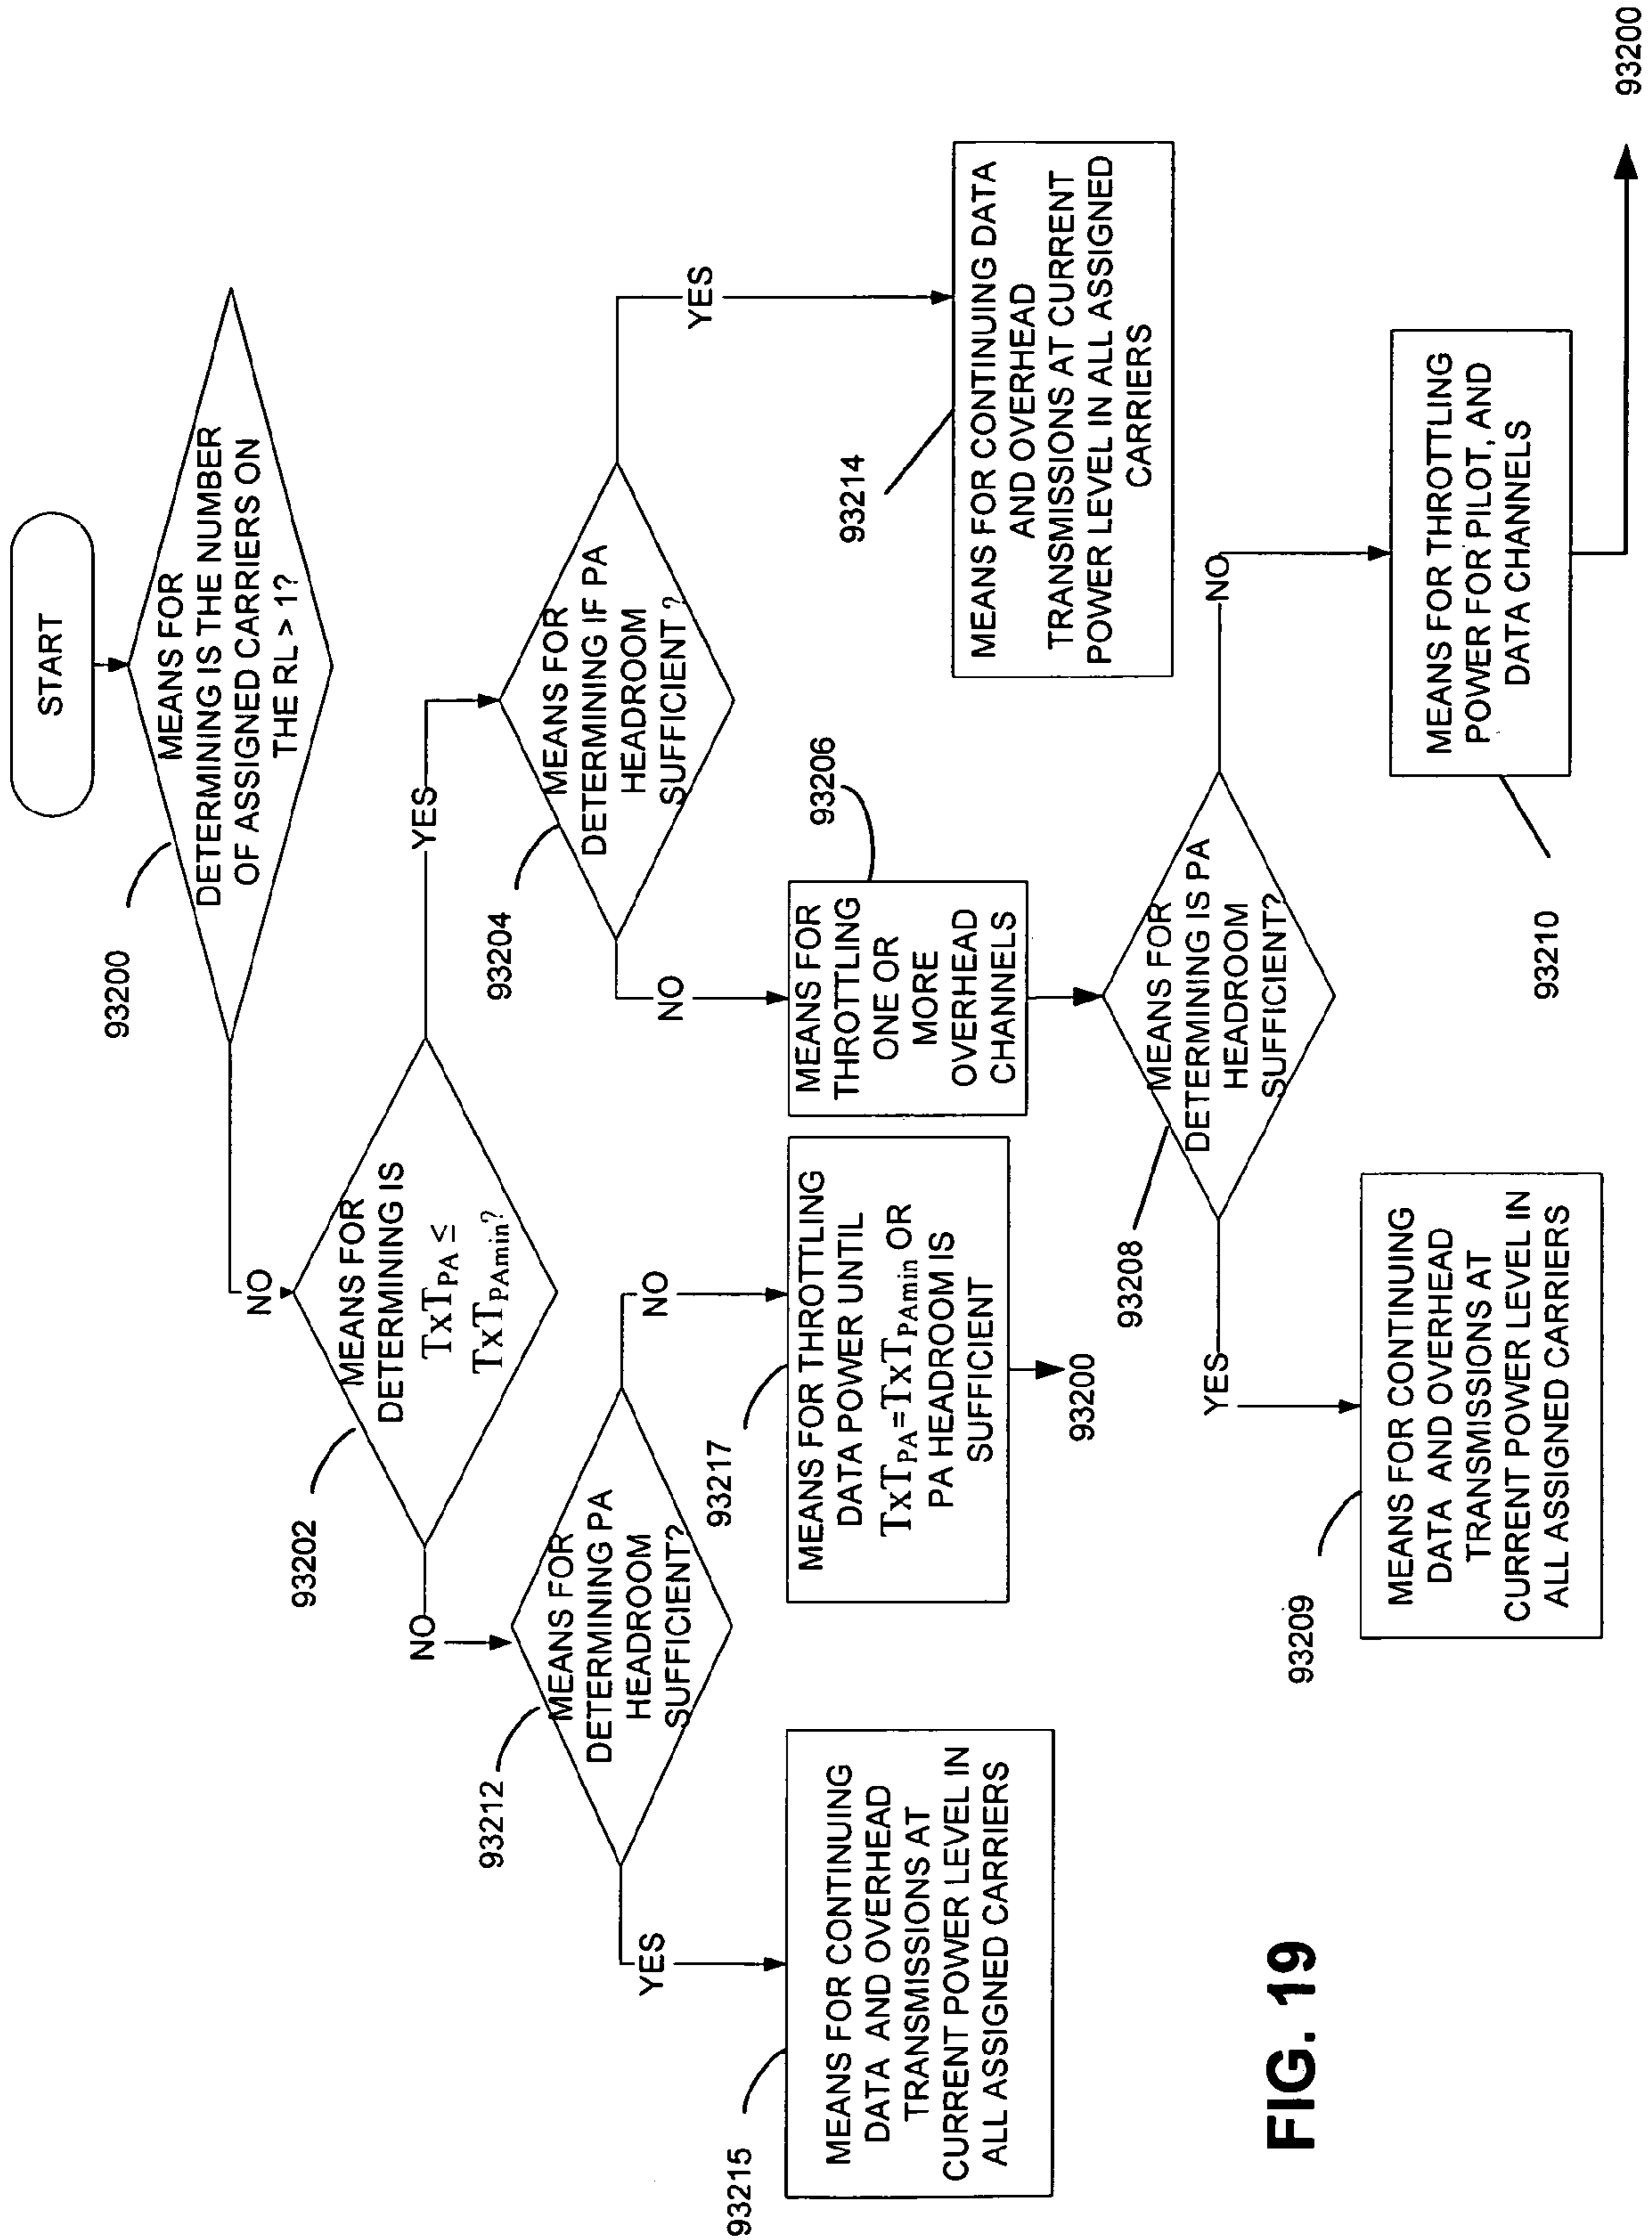 START
MEANS FOR
DETERMINING IS THE NUMBER
OF ASSIGNED CARRIERS ON
THE RL > 1?
93200
NO
MEANS FOR
DETERMINING IS
TxT_PA ≤
TxT_PAmin?
93202
YES
NO
MEANS FOR
DETERMINING IF PA
HEADROOM
SUFFICIENT ?
93204
YES
NO
MEANS FOR
DETERMINING PA
HEADROOM
SUFFICIENT?
93212
YES
NO
MEANS FOR CONTINUING
DATA AND OVERHEAD
TRANSMISSIONS AT
CURRENT POWER LEVEL IN
ALL ASSIGNED CARRIERS
93215
MEANS FOR THROTTLING
DATA POWER UNTIL
TxT_PA=TxT_PAmin OR
PA HEADROOM IS
SUFFICIENT
93217
93200
MEANS FOR
THROTTLING
ONE OR
MORE
OVERHEAD
CHANNELS
93206
MEANS FOR CONTINUING DATA
AND OVERHEAD
TRANSMISSIONS AT CURRENT
POWER LEVEL IN ALL ASSIGNED
CARRIERS
93214
MEANS FOR
DETERMINING IS PA
HEADROOM
SUFFICIENT?
93208
YES
NO
MEANS FOR CONTINUING
DATA AND OVERHEAD
TRANSMISSIONS AT
CURRENT POWER LEVEL IN
ALL ASSIGNED CARRIERS
93209
MEANS FOR THROTTLING
POWER FOR PILOT, AND
DATA CHANNELS
93210
93200
FIG. 19